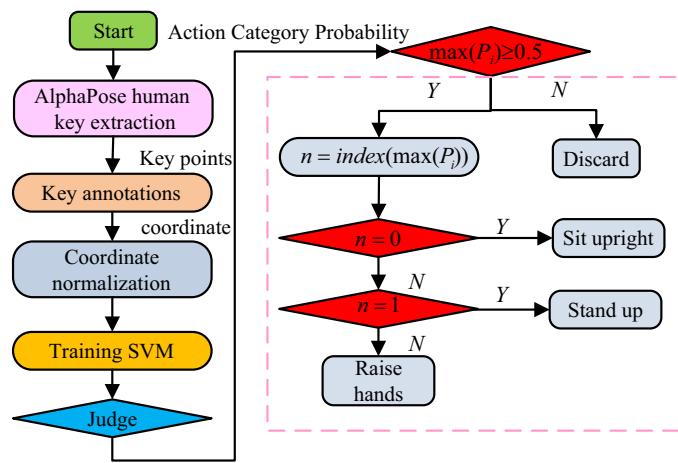 Start
AlphaPose human
key extraction
Key points
Key annotations
coordinate
Coordinate
normalization
Training SVM
Judge
Action Category Probability
max(Pᵢ)≥0.5
Y
N
n = index(max(Pᵢ))
Discard
n = 0
Y
Sit upright
N
n = 1
Y
Stand up
N
Raise
hands